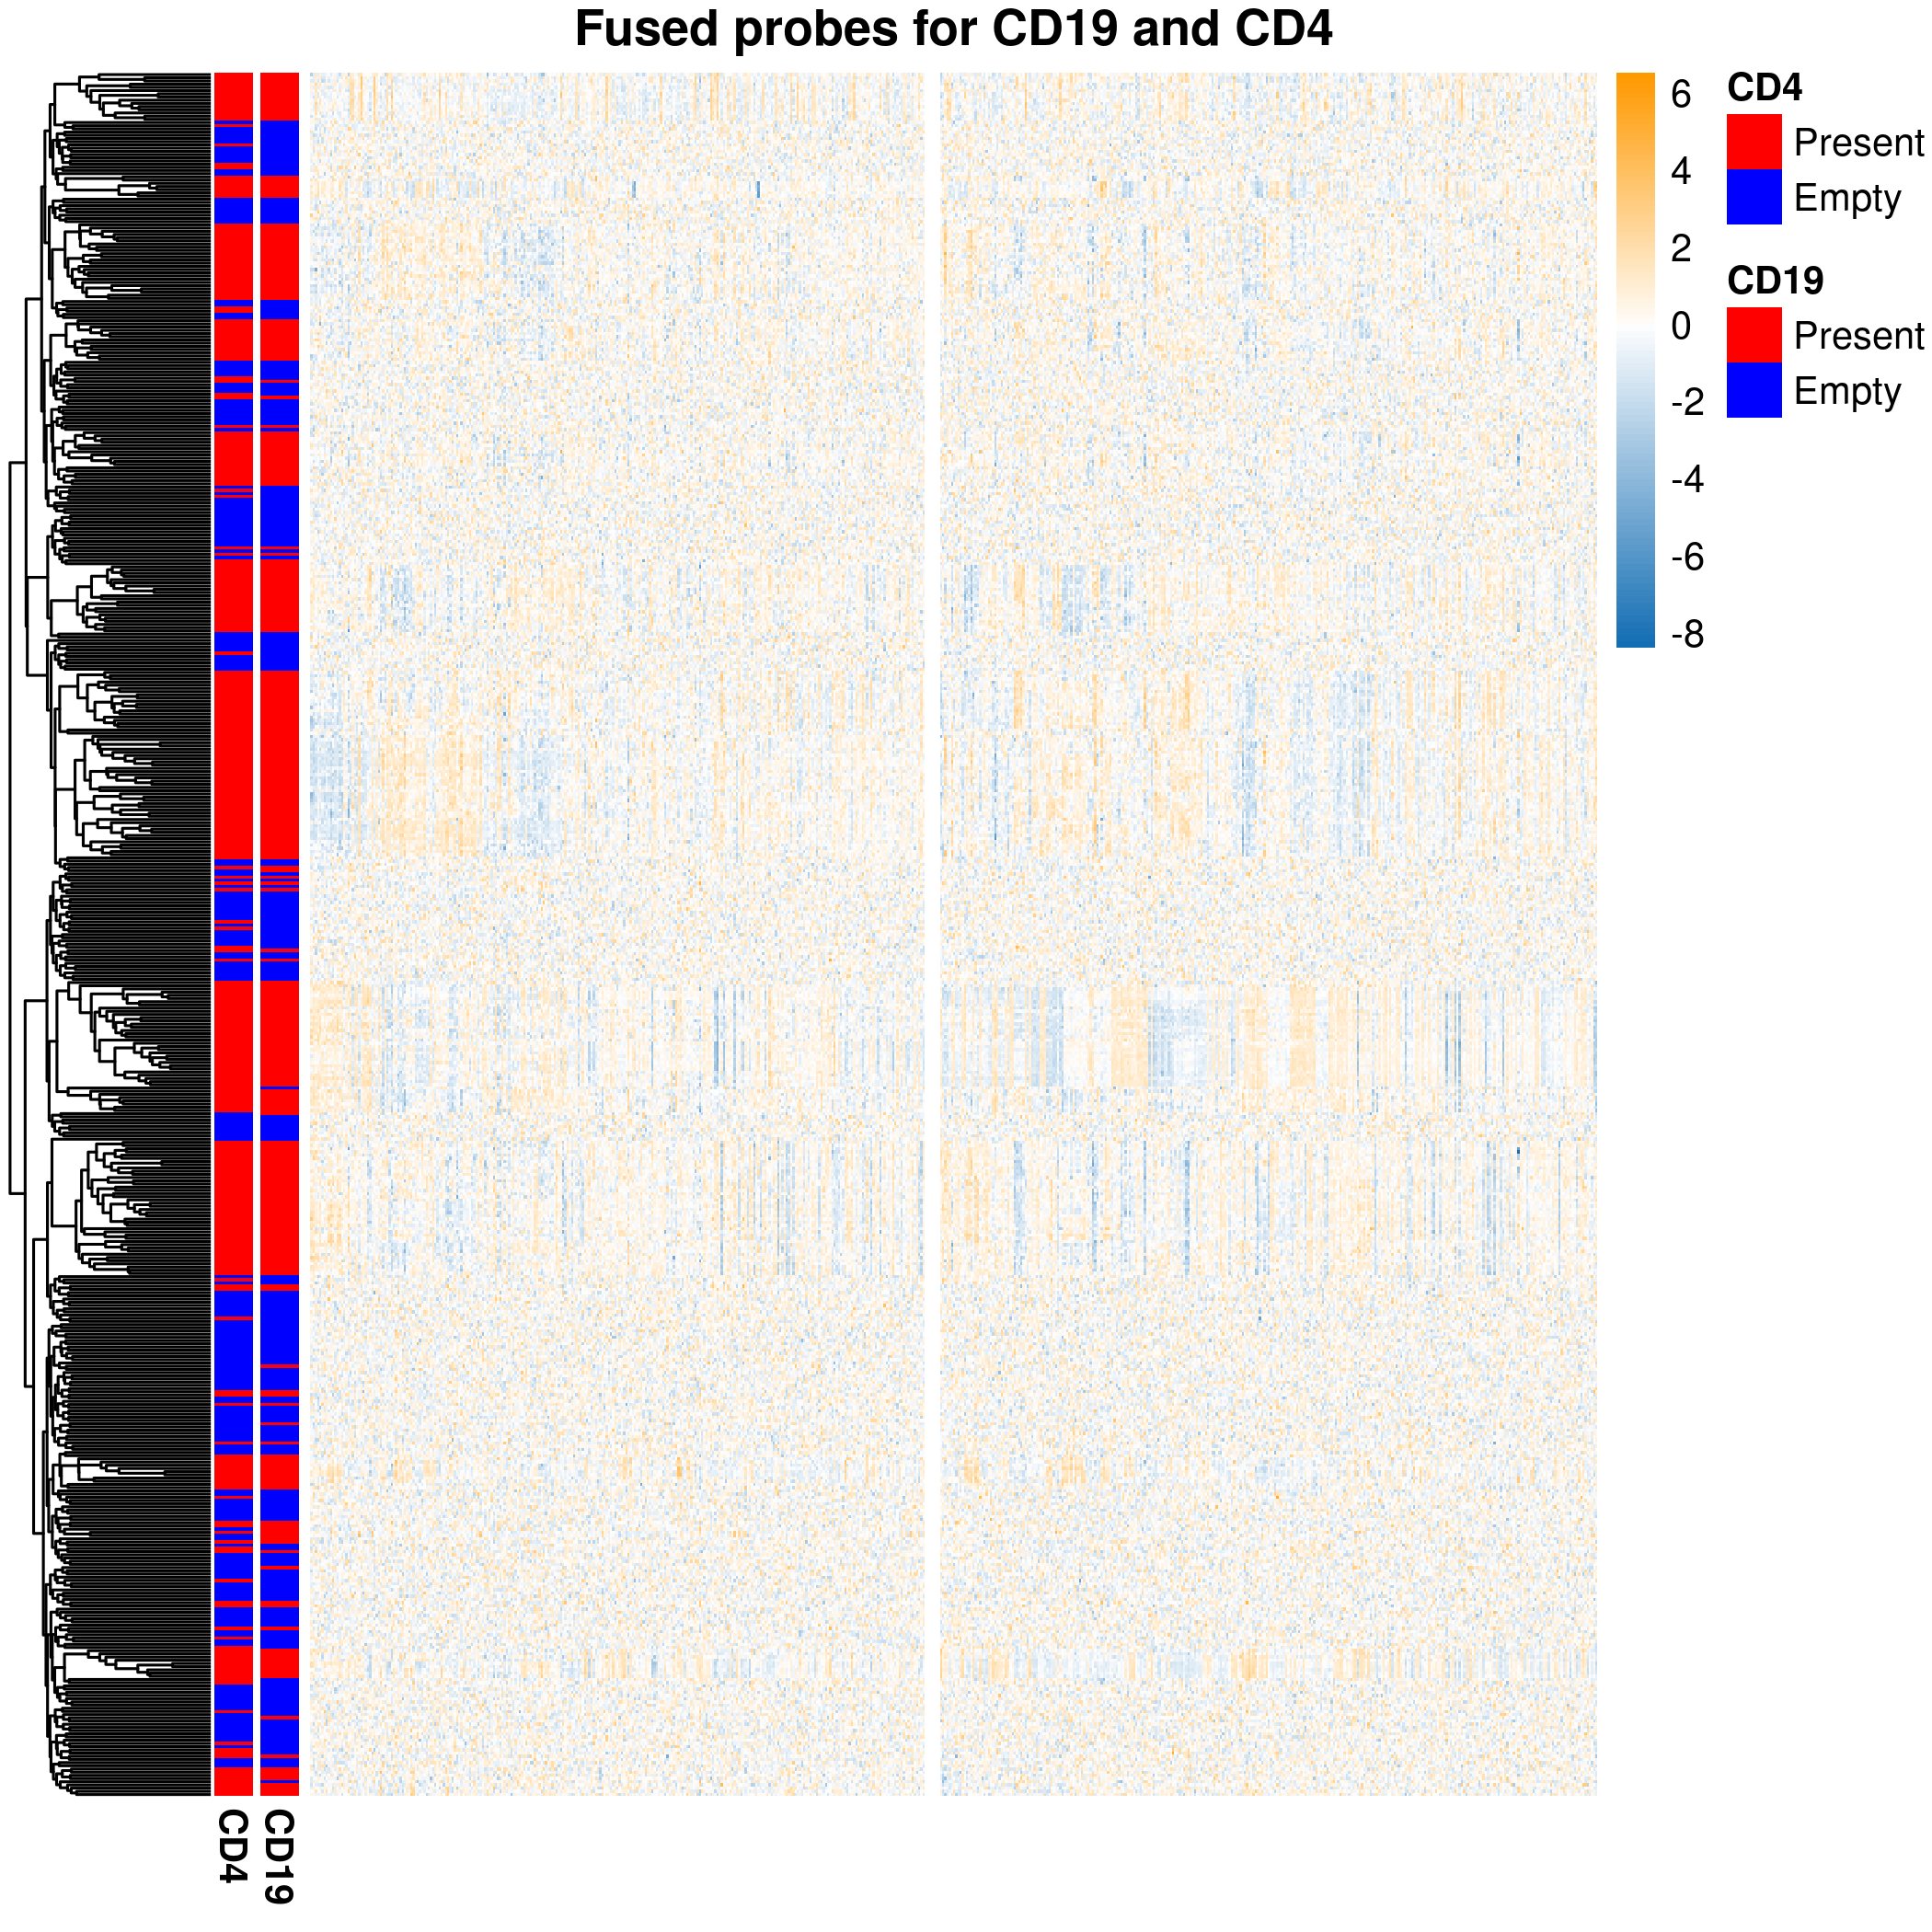 Fused probes for CD19 and CD4
6
4
2
0
-2
-4
-6
-8
CD4
Present
Empty
CD19
Present
Empty
CD4
CD19